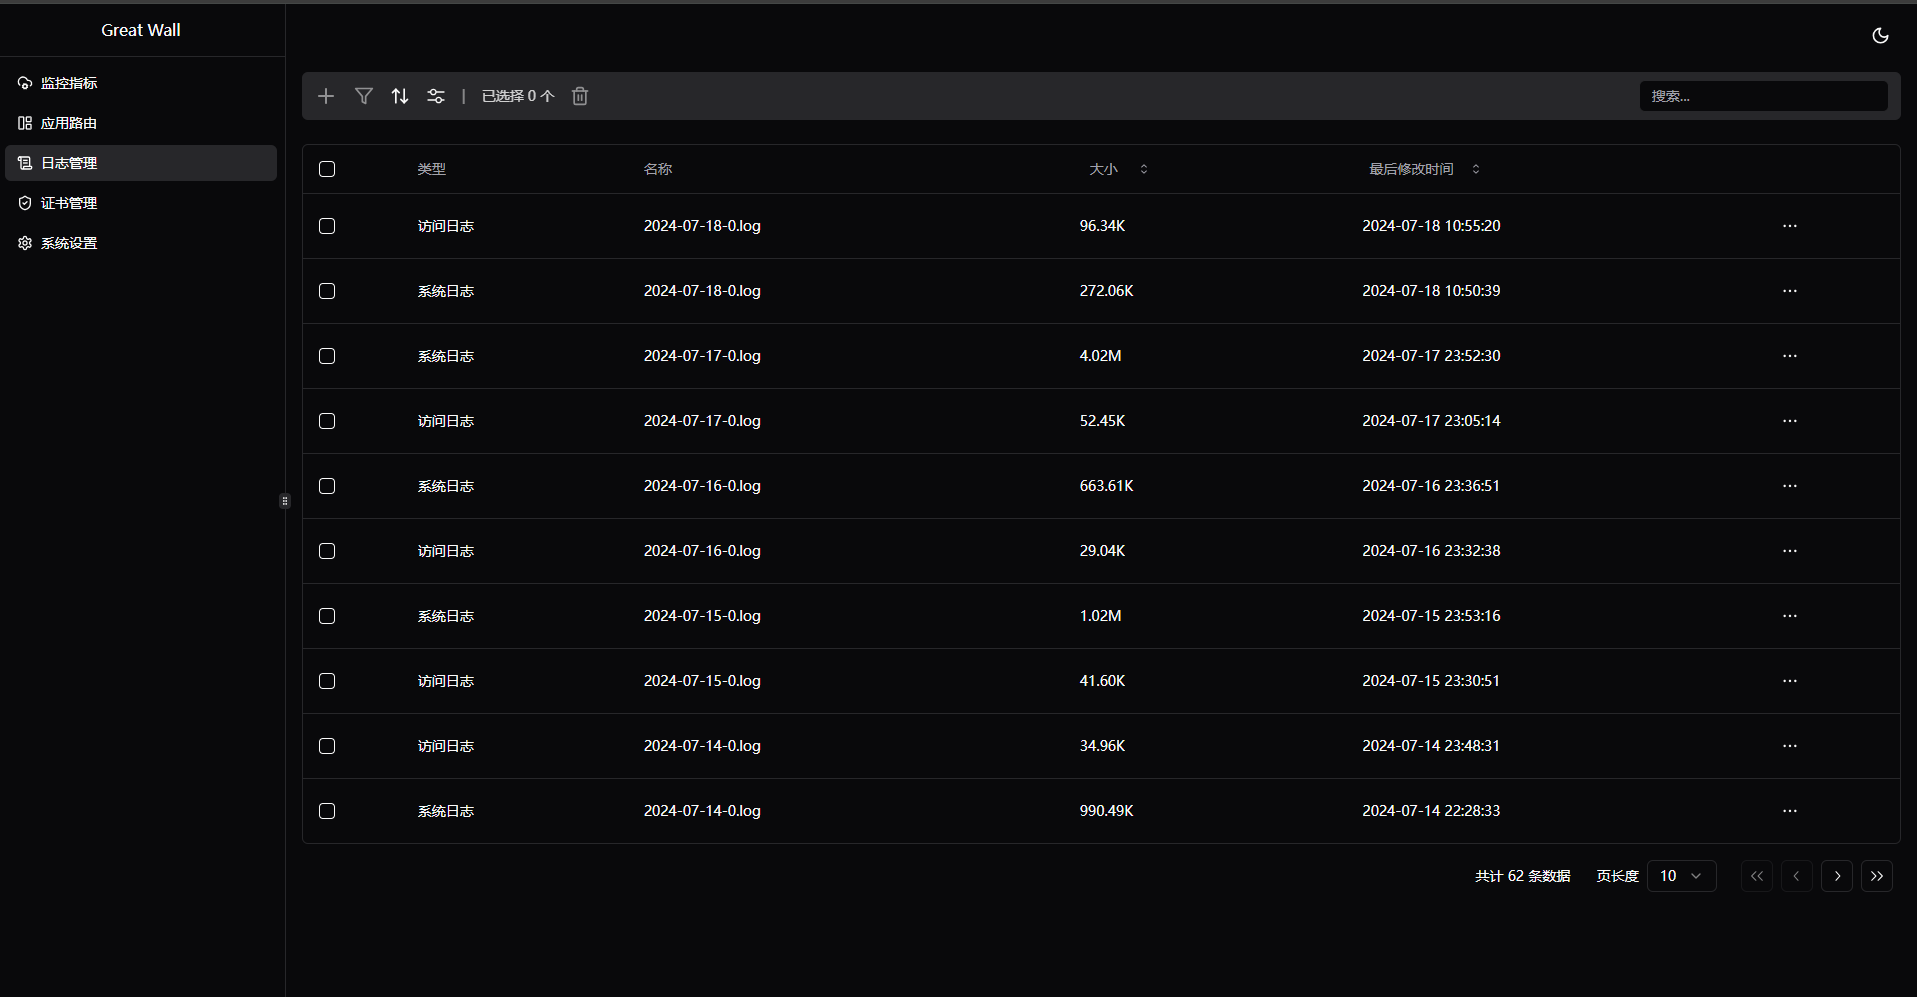 Great Wall
监控指标
应用路由
日志管理
证书管理
系统设置
已选择 0 个
搜索...
类型 名称 大小 最后修改时间
访问日志 2024-07-18-0.log 96.34K 2024-07-18 10:55:20
系统日志 2024-07-18-0.log 272.06K 2024-07-18 10:50:39
系统日志 2024-07-17-0.log 4.02M 2024-07-17 23:52:30
访问日志 2024-07-17-0.log 52.45K 2024-07-17 23:05:14
系统日志 2024-07-16-0.log 663.61K 2024-07-16 23:36:51
访问日志 2024-07-16-0.log 29.04K 2024-07-16 23:32:38
系统日志 2024-07-15-0.log 1.02M 2024-07-15 23:53:16
访问日志 2024-07-15-0.log 41.60K 2024-07-15 23:30:51
访问日志 2024-07-14-0.log 34.96K 2024-07-14 23:48:31
系统日志 2024-07-14-0.log 990.49K 2024-07-14 22:28:33
共计 62 条数据 页长度 10